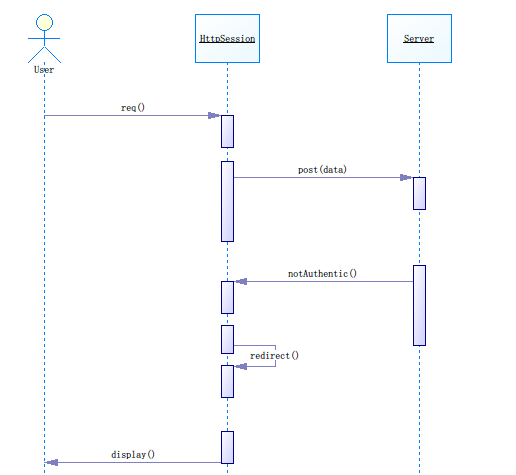 HttpSession
Server
User
req()
post(data)
notAuthentic()
redirect()
display()